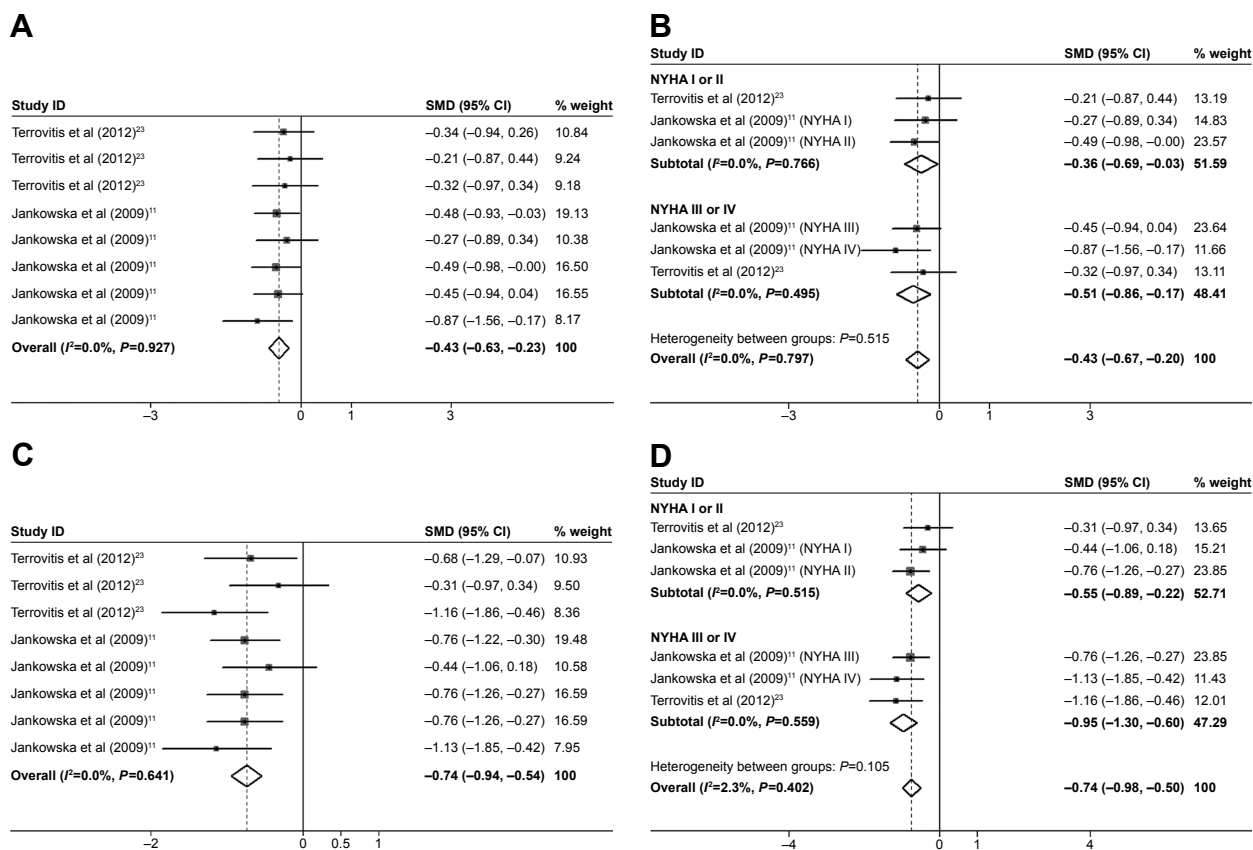 A
Study ID SMD (95% CI) % weight
Terrovitis et al (2012)²³ –0.34 (–0.94, 0.26) 10.84
Terrovitis et al (2012)²³ –0.21 (–0.87, 0.44) 9.24
Terrovitis et al (2012)²³ –0.32 (–0.97, 0.34) 9.18
Jankowska et al (2009)¹¹ –0.48 (–0.93, –0.03) 19.13
Jankowska et al (2009)¹¹ –0.27 (–0.89, 0.34) 10.38
Jankowska et al (2009)¹¹ –0.49 (–0.98, –0.00) 16.50
Jankowska et al (2009)¹¹ –0.45 (–0.94, 0.04) 16.55
Jankowska et al (2009)¹¹ –0.87 (–1.56, –0.17) 8.17
Overall (I²=0.0%, P=0.927) –0.43 (–0.63, –0.23) 100
–3 0 1 3
B
Study ID SMD (95% CI) % weight
NYHA I or II
Terrovitis et al (2012)²³ –0.21 (–0.87, 0.44) 13.19
Jankowska et al (2009)¹¹ (NYHA I) –0.27 (–0.89, 0.34) 14.83
Jankowska et al (2009)¹¹ (NYHA II) –0.49 (–0.98, –0.00) 23.57
Subtotal (I²=0.0%, P=0.766) –0.36 (–0.69, –0.03) 51.59
NYHA III or IV
Jankowska et al (2009)¹¹ (NYHA III) –0.45 (–0.94, 0.04) 23.64
Jankowska et al (2009)¹¹ (NYHA IV) –0.87 (–1.56, –0.17) 11.66
Terrovitis et al (2012)²³ –0.32 (–0.97, 0.34) 13.11
Subtotal (I²=0.0%, P=0.495) –0.51 (–0.86, –0.17) 48.41
Heterogeneity between groups: P=0.515
Overall (I²=0.0%, P=0.797) –0.43 (–0.67, –0.20) 100
–3 0 1 3
C
Study ID SMD (95% CI) % weight
Terrovitis et al (2012)²³ –0.68 (–1.29, –0.07) 10.93
Terrovitis et al (2012)²³ –0.31 (–0.97, 0.34) 9.50
Terrovitis et al (2012)²³ –1.16 (–1.86, –0.46) 8.36
Jankowska et al (2009)¹¹ –0.76 (–1.22, –0.30) 19.48
Jankowska et al (2009)¹¹ –0.44 (–1.06, 0.18) 10.58
Jankowska et al (2009)¹¹ –0.76 (–1.26, –0.27) 16.59
Jankowska et al (2009)¹¹ –0.76 (–1.26, –0.27) 16.59
Jankowska et al (2009)¹¹ –1.13 (–1.85, –0.42) 7.95
Overall (I²=0.0%, P=0.641) –0.74 (–0.94, –0.54) 100
–2 0 0.5 1
D
Study ID SMD (95% CI) % weight
NYHA I or II
Terrovitis et al (2012)²³ –0.31 (–0.97, 0.34) 13.65
Jankowska et al (2009)¹¹ (NYHA I) –0.44 (–1.06, 0.18) 15.21
Jankowska et al (2009)¹¹ (NYHA II) –0.76 (–1.26, –0.27) 23.85
Subtotal (I²=0.0%, P=0.515) –0.55 (–0.89, –0.22) 52.71
NYHA III or IV
Jankowska et al (2009)¹¹ (NYHA III) –0.76 (–1.26, –0.27) 23.85
Jankowska et al (2009)¹¹ (NYHA IV) –1.13 (–1.85, –0.42) 11.43
Terrovitis et al (2012)²³ –1.16 (–1.86, –0.46) 12.01
Subtotal (I²=0.0%, P=0.559) –0.95 (–1.30, –0.60) 47.29
Heterogeneity between groups: P=0.105
Overall (I²=2.3%, P=0.402) –0.74 (–0.98, –0.50) 100
–4 0 1 4